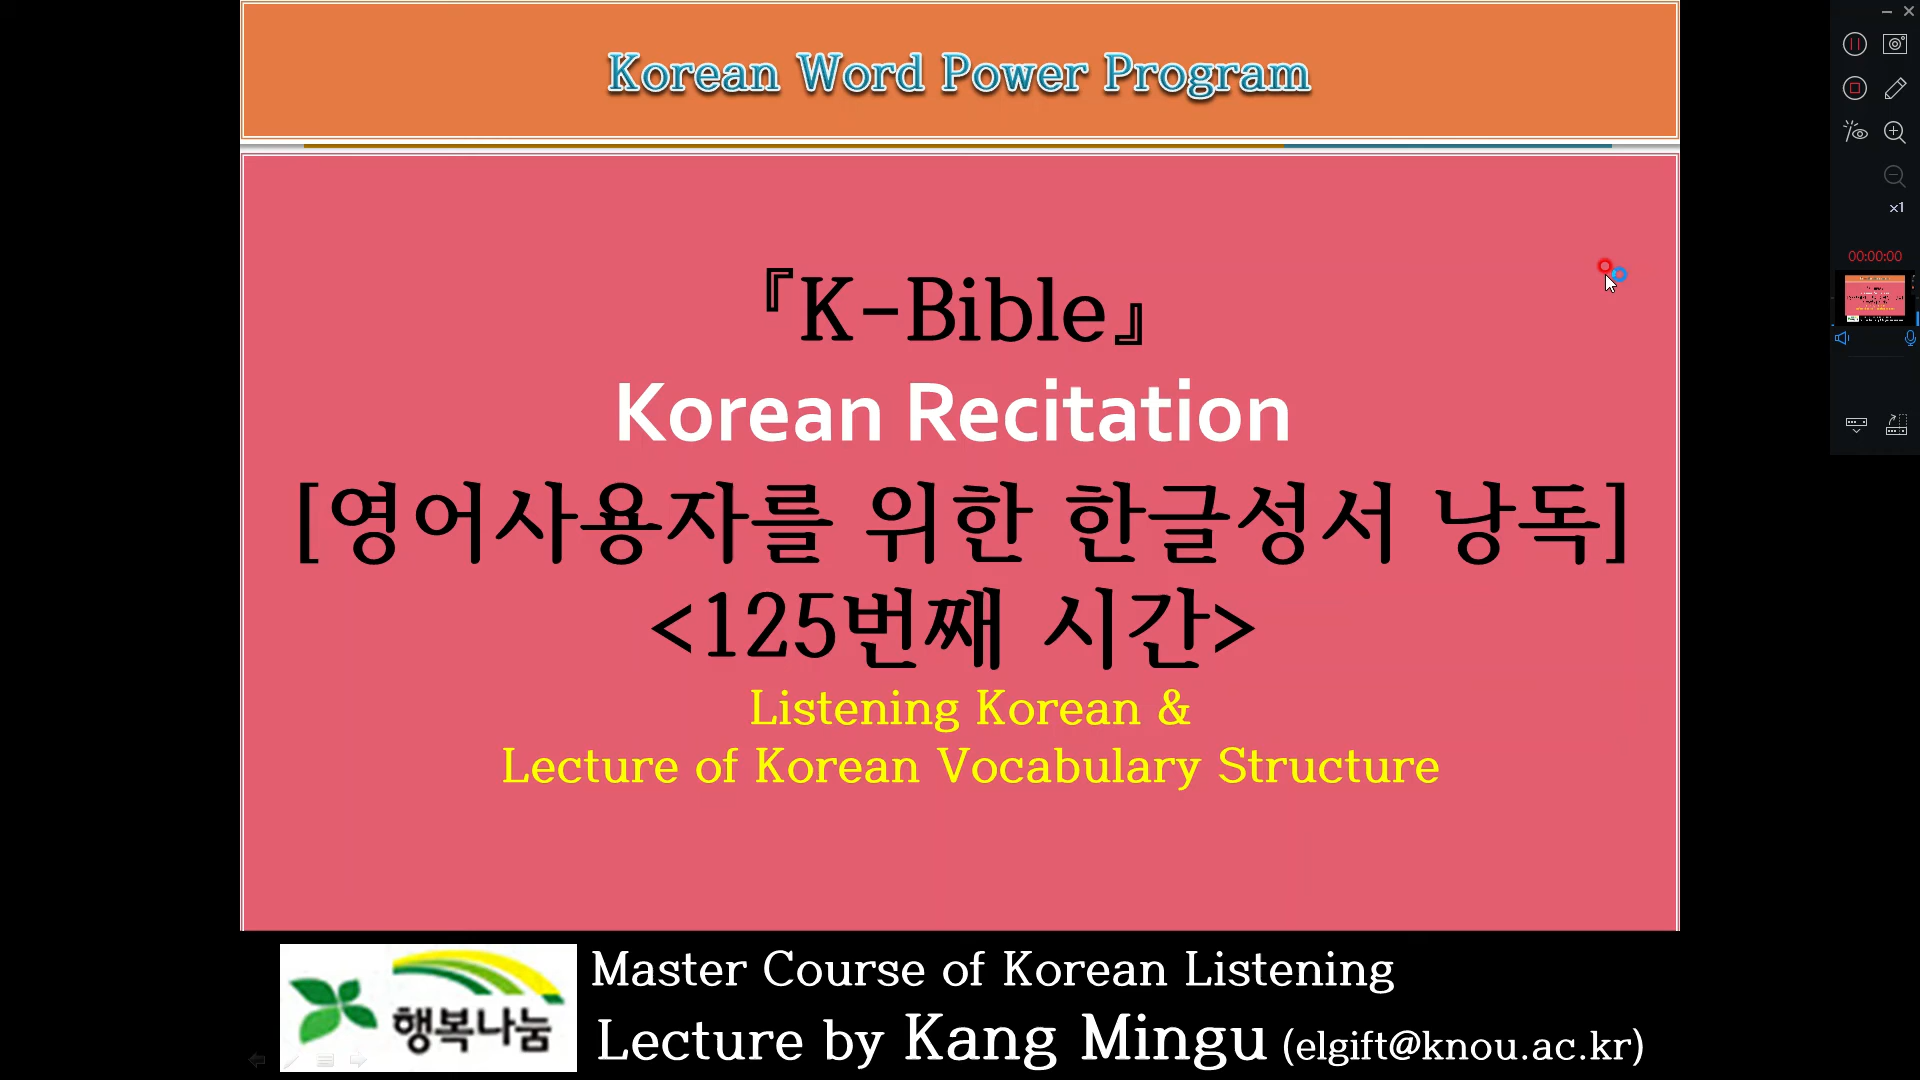 Korean Word Power Program
『K-Bible』
Korean Recitation
[영어사용자를 위한 한글성서 낭독]
<125번째 시간>
Listening Korean &
Lecture of Korean Vocabulary Structure
행복나눔
Master Course of Korean Listening
Lecture by Kang Mingu (elgift@knou.ac.kr)
x1
00:00:00